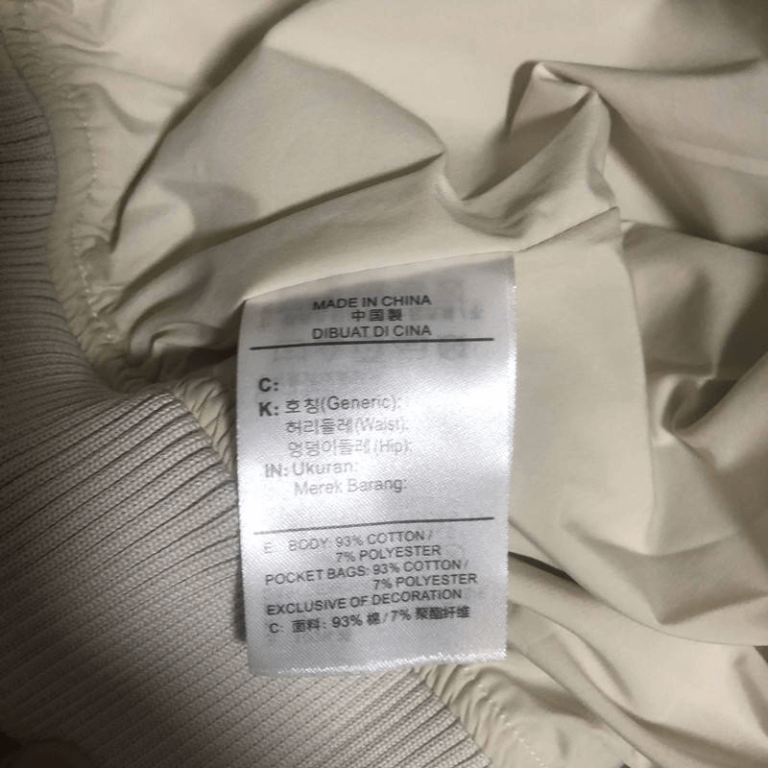 MADE IN CHINA
中国製
DIBUAT DI CINA
C:
K: 호칭(Generic):
허리둘레(Waist):
엉덩이둘레(Hip):
IN: Ukuran:
Merek Barang:
E: BODY: 93% COTTON /
7% POLYESTER
POCKET BAGS: 93% COTTON /
7% POLYESTER
EXCLUSIVE OF DECORATION
C: 面料: 93% 棉 / 7% 聚酯纤维